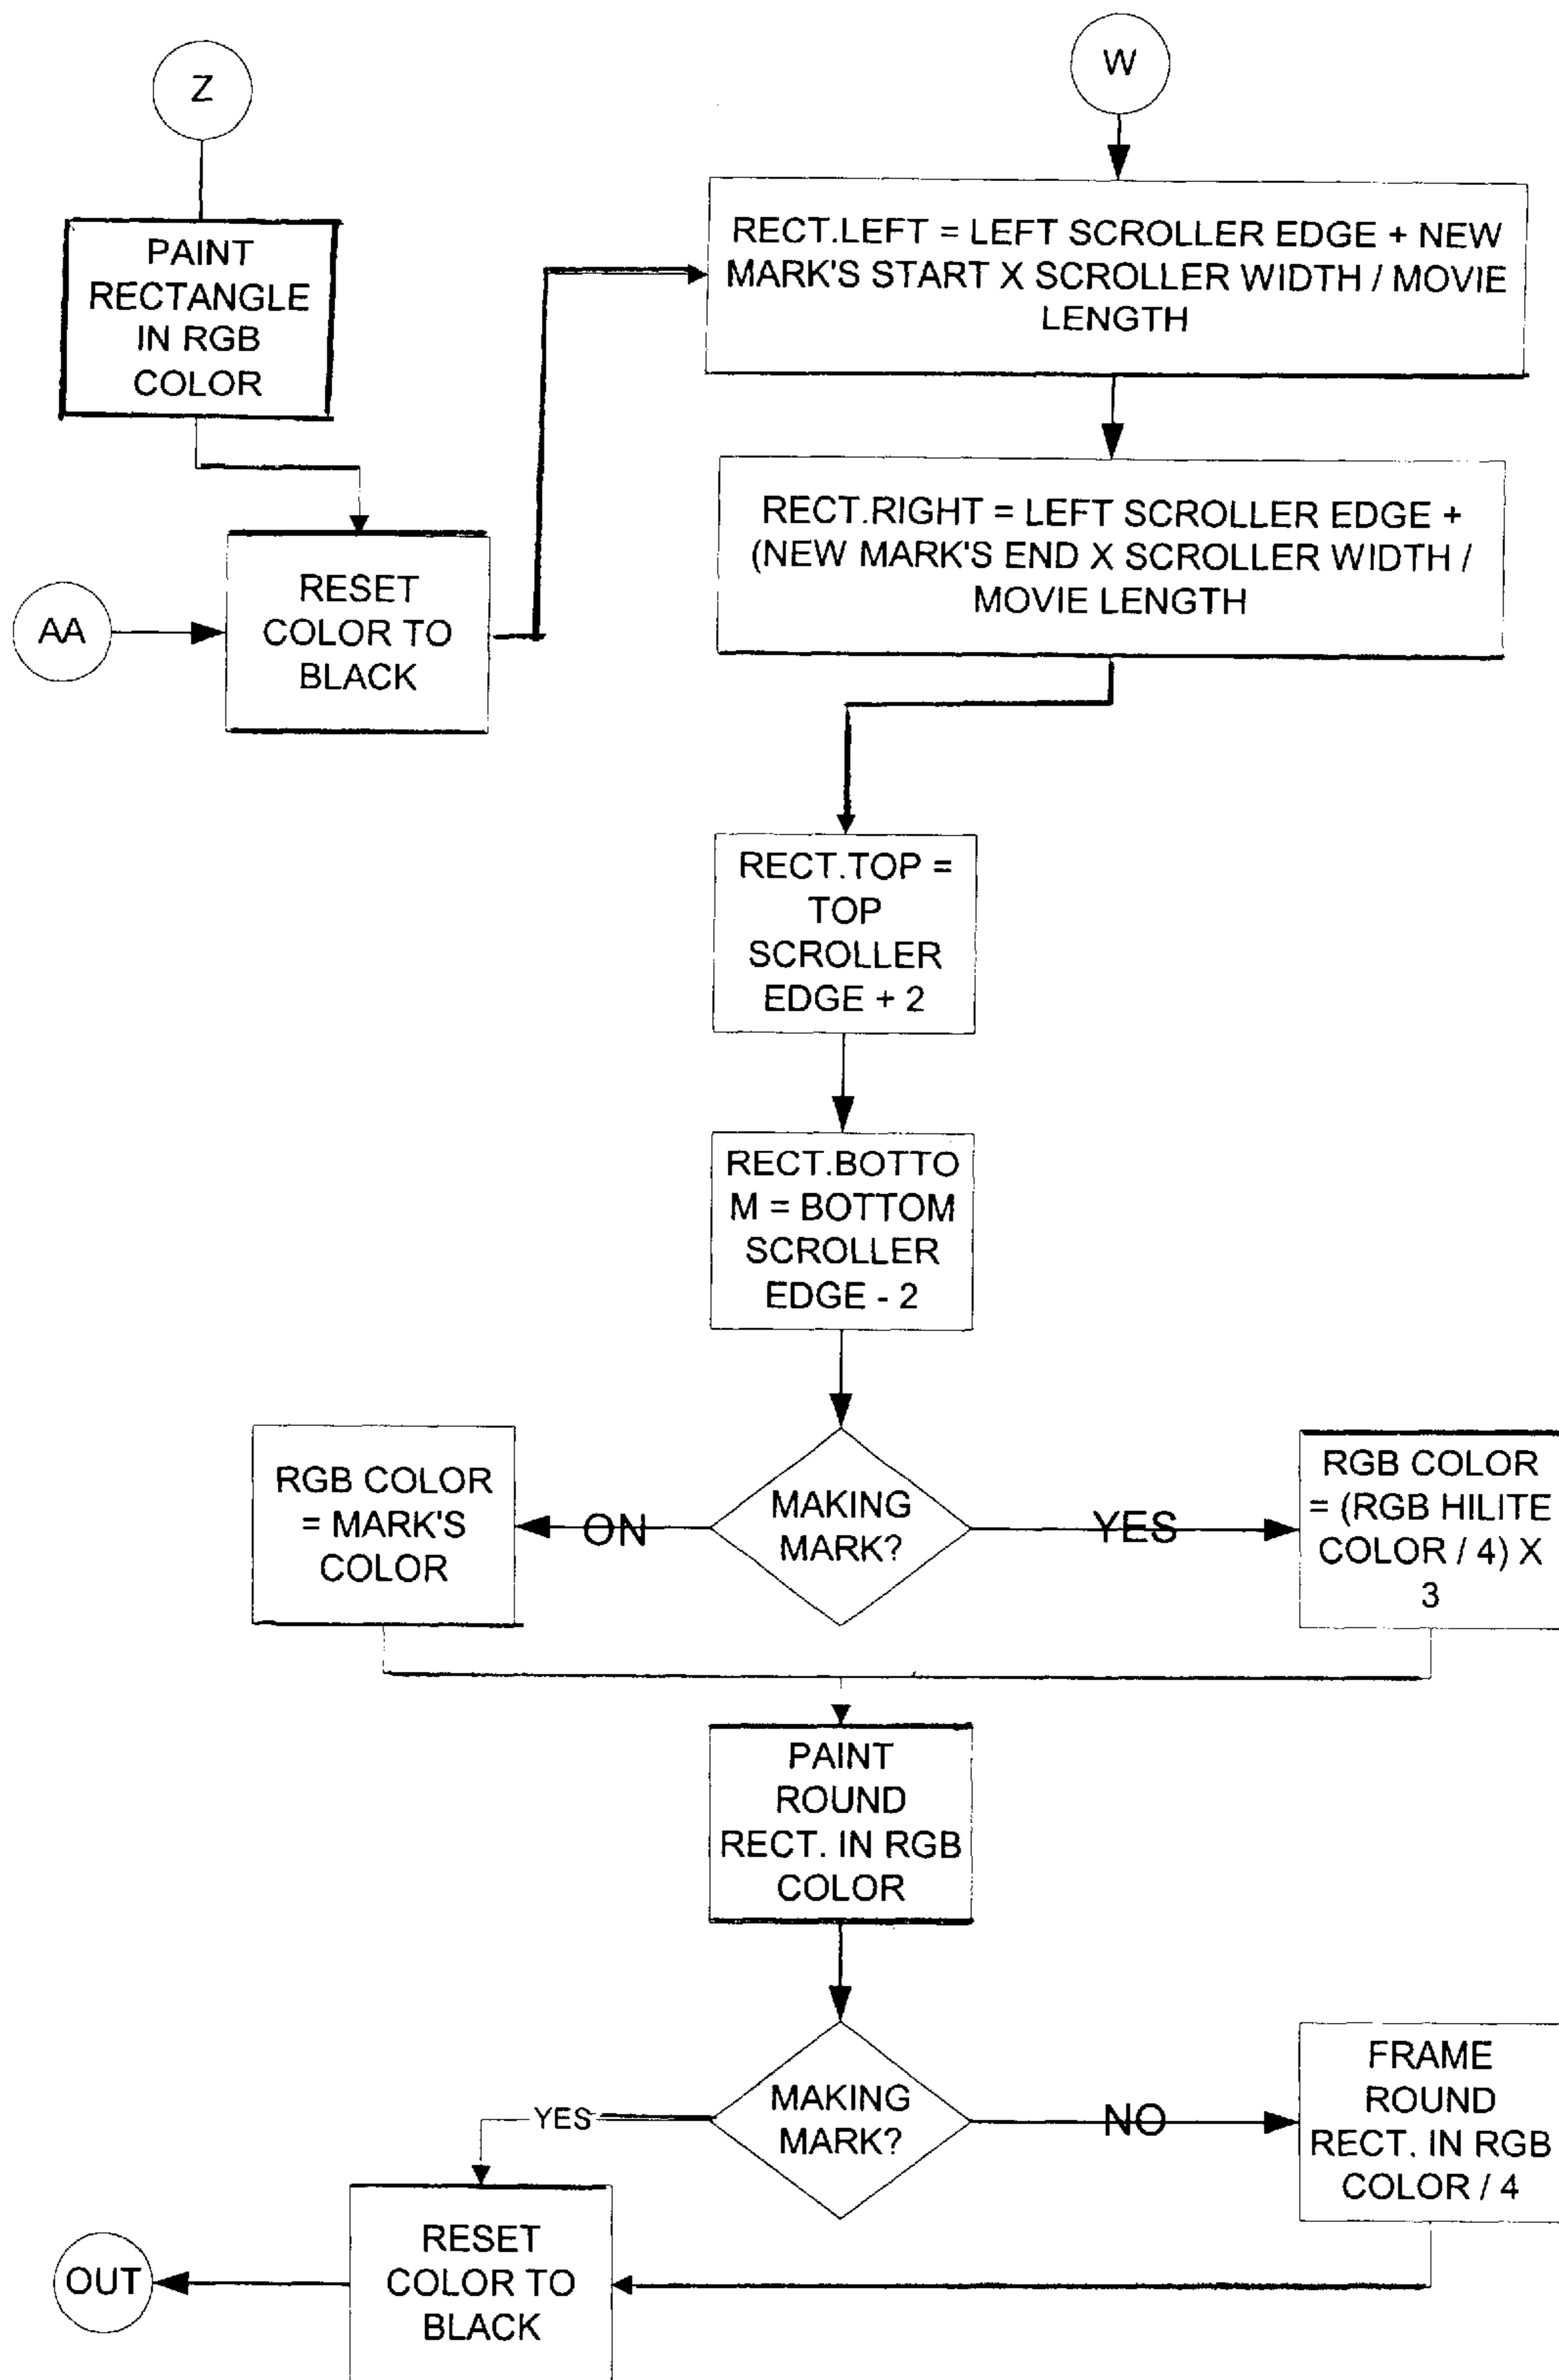 Z
W
PAINT
RECTANGLE
IN RGB
COLOR
RECT.LEFT = LEFT SCROLLER EDGE + NEW
MARK'S START X SCROLLER WIDTH / MOVIE
LENGTH
RECT.RIGHT = LEFT SCROLLER EDGE +
(NEW MARK'S END X SCROLLER WIDTH /
MOVIE LENGTH
AA
RESET
COLOR TO
BLACK
RECT.TOP =
TOP
SCROLLER
EDGE + 2
RECT.BOTTO
M = BOTTOM
SCROLLER
EDGE - 2
RGB COLOR
= MARK'S
COLOR
ON
MAKING
MARK?
YES
RGB COLOR
= (RGB HILITE
COLOR / 4) X
3
PAINT
ROUND
RECT. IN RGB
COLOR
YES
MAKING
MARK?
NO
FRAME
ROUND
RECT. IN RGB
COLOR / 4
OUT
RESET
COLOR TO
BLACK